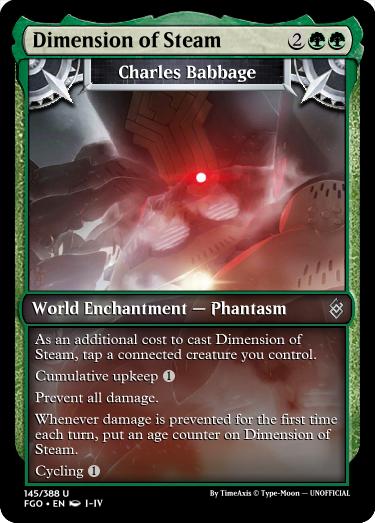 Dimension of Steam 2
Charles Babbage
World Enchantment — Phantasm
As an additional cost to cast Dimension of
Steam, tap a connected creature you control.
Cumulative upkeep 1
Prevent all damage.
Whenever damage is prevented for the first time
each turn, put an age counter on Dimension of
Steam.
Cycling 1
145/388 U
FGO • EN I-IV
By TimeAxis © Type-Moon — UNOFFICIAL